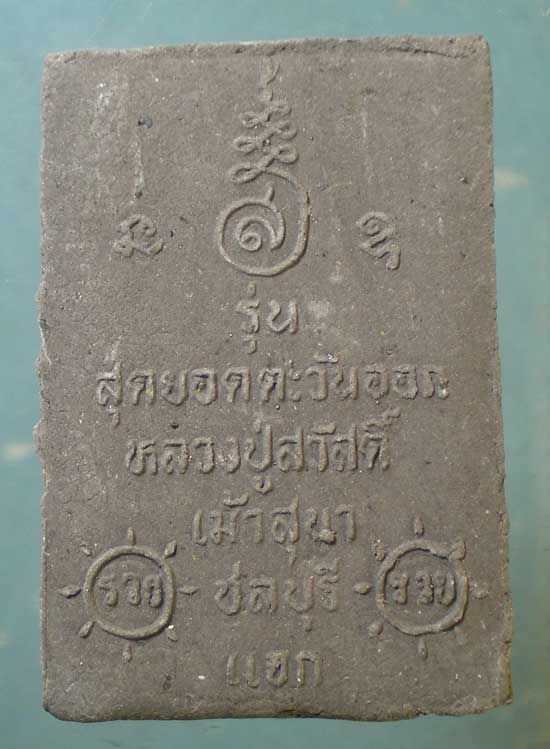 รุ่น
สุดยอดตะวันออก
หลวงปู่สวัสดิ์
เม้าสุขา
รวย ชลบุรี รวย
แจก